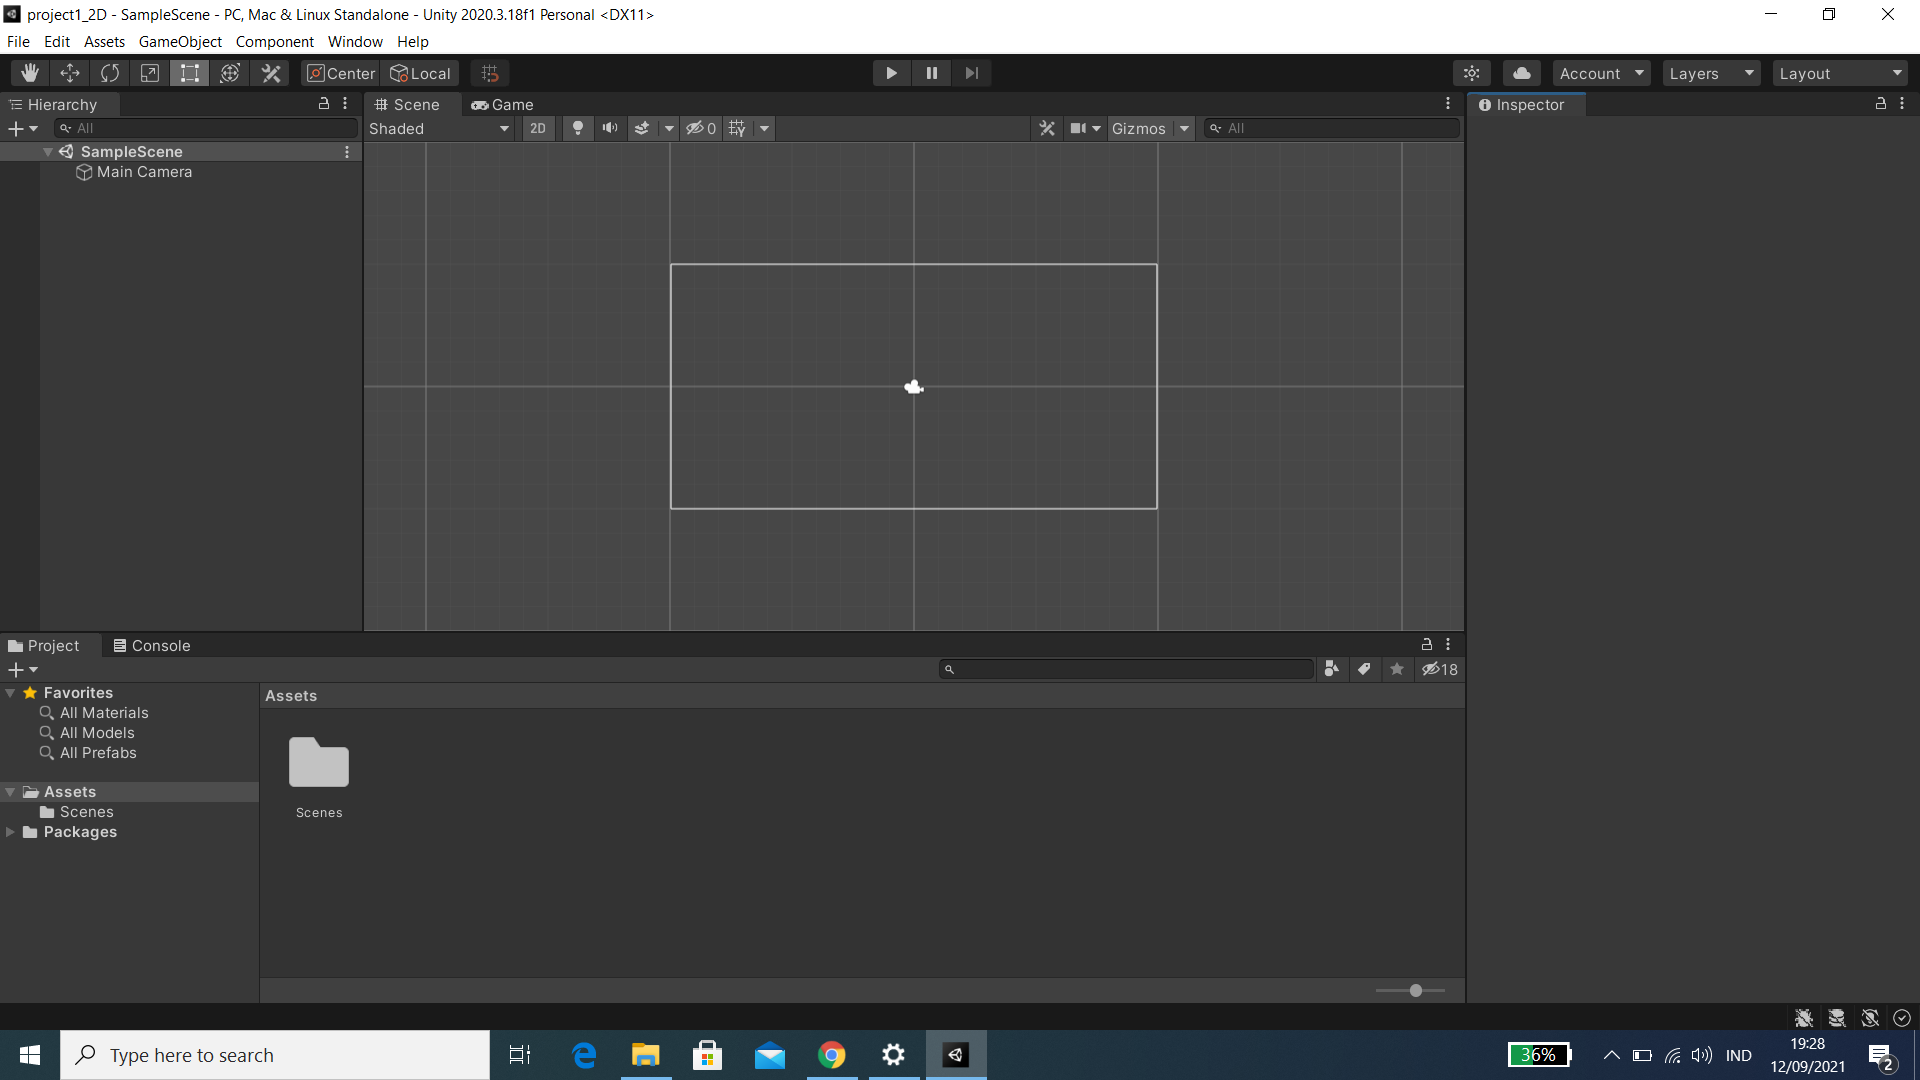 project1_2D - SampleScene - PC, Mac & Linux Standalone - Unity 2020.3.18f1 Personal <DX11>
File Edit Assets GameObject Component Window Help
Center Local Account Layers Layout
Hierarchy
All
SampleScene
Main Camera
Scene Game
Shaded 2D 0 Gizmos All
Inspector
Project Console
18
Favorites
All Materials
All Models
All Prefabs
Assets
Scenes
Packages
Assets
Scenes
Type here to search
36%
IND
19:28
12/09/2021
2